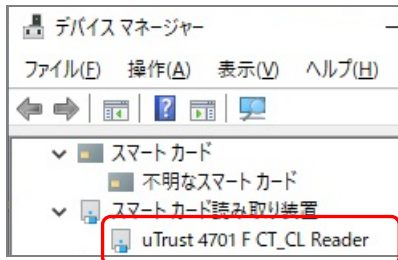 デバイス マネージャー
ファイル(F) 操作(A) 表示(V) ヘルプ(H)
スマート カード
不明なスマート カード
スマート カード読み取り装置
uTrust 4701 F CT_CL Reader